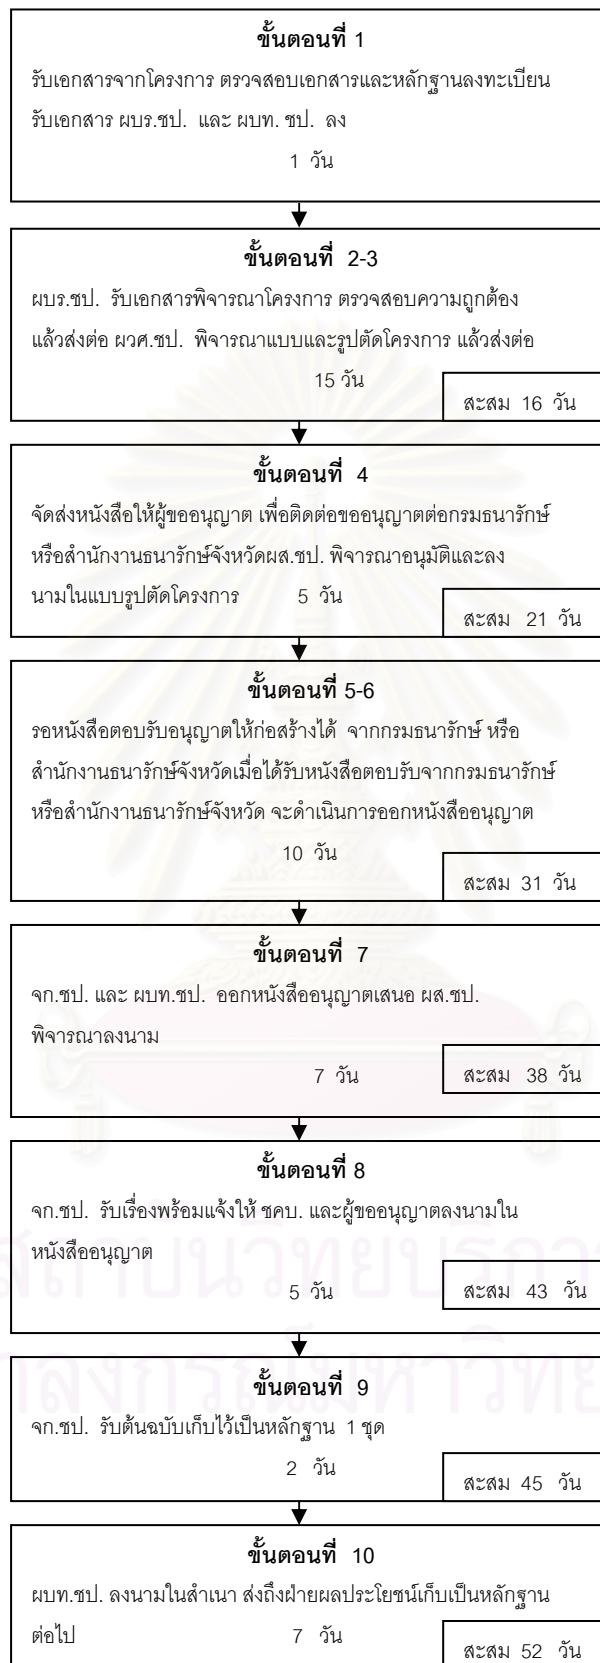 ขั้นตอนที่ 1
รับเอกสารจากโครงการ ตรวจสอบเอกสารและหลักฐานลงทะเบียน
รับเอกสาร ผบร.ชป. และ ผบท. ชป. ลง
1 วัน
ขั้นตอนที่ 2-3
ผบร.ชป. รับเอกสารพิจารณาโครงการ ตรวจสอบความถูกต้อง
แล้วส่งต่อ ผวศ.ชป. พิจารณาแบบและรูปตัดโครงการ แล้วส่งต่อ
15 วัน
สะสม 16 วัน
ขั้นตอนที่ 4
จัดส่งหนังสือให้ผู้ขออนุญาต เพื่อติดต่อขออนุญาตต่อกรมธนารักษ์
หรือสำนักงานธนารักษ์จังหวัดผส.ชป. พิจารณาอนุมัติและลง
นามในแบบรูปตัดโครงการ 5 วัน
สะสม 21 วัน
ขั้นตอนที่ 5-6
รอหนังสือตอบรับอนุญาตให้ก่อสร้างได้ จากกรมธนารักษ์ หรือ
สำนักงานธนารักษ์จังหวัดเมื่อได้รับหนังสือตอบรับจากกรมธนารักษ์
หรือสำนักงานธนารักษ์จังหวัด จะดำเนินการออกหนังสืออนุญาต
10 วัน
สะสม 31 วัน
ขั้นตอนที่ 7
จก.ชป. และ ผบท.ชป. ออกหนังสืออนุญาตเสนอ ผส.ชป.
พิจารณาลงนาม
7 วัน
สะสม 38 วัน
ขั้นตอนที่ 8
จก.ชป. รับเรื่องพร้อมแจ้งให้ ชคบ. และผู้ขออนุญาตลงนามใน
หนังสืออนุญาต
5 วัน
สะสม 43 วัน
ขั้นตอนที่ 9
จก.ชป. รับต้นฉบับเก็บไว้เป็นหลักฐาน 1 ชุด
2 วัน
สะสม 45 วัน
ขั้นตอนที่ 10
ผบท.ชป. ลงนามในสำเนา ส่งถึงฝ่ายผลประโยชน์เก็บเป็นหลักฐาน
ต่อไป 7 วัน
สะสม 52 วัน